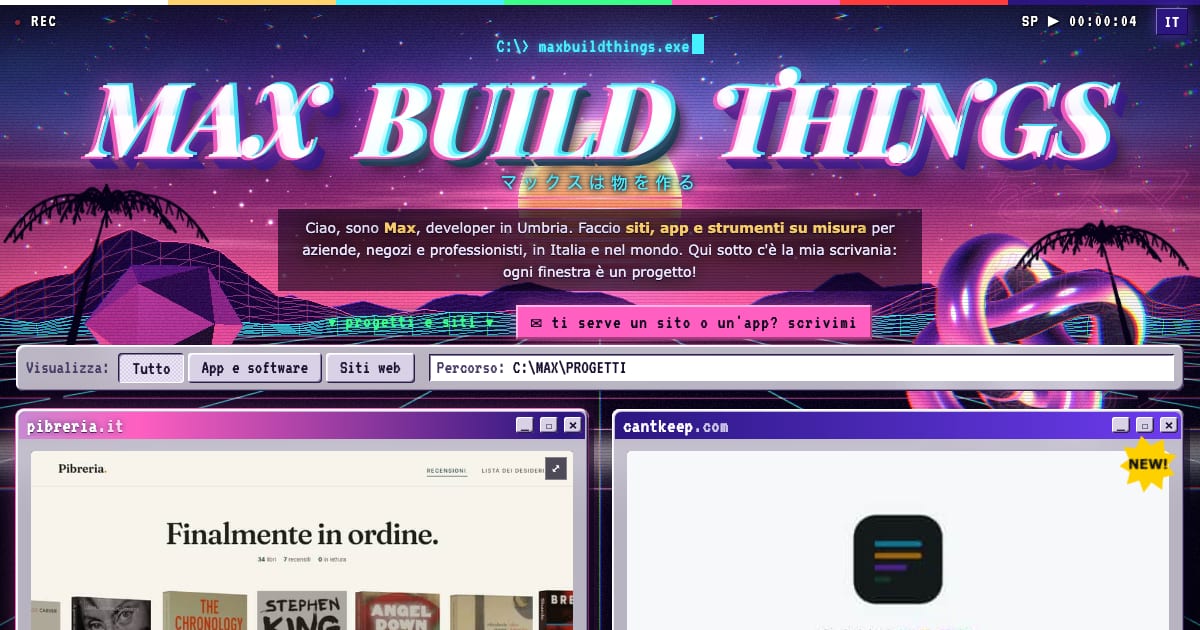 REC
SP ▶ 00:00:04
IT
C:\> maxbuildthings.exe
MAX BUILD THINGS
マックスは物を作る
Ciao, sono Max, developer in Umbria. Faccio siti, app e strumenti su misura per
aziende, negozi e professionisti, in Italia e nel mondo. Qui sotto c'è la mia scrivania:
ogni finestra è un progetto!
▼ progetti e siti ▼
✉ ti serve un sito o un'app? scrivimi
Visualizza: Tutto App e software Siti web Percorso: C:\MAX\PROGETTI
pibreria.it
cantkeep.com
NEW!
Pibreria.
RECENSIONI LISTA DEI DESIDERI
Finalmente in ordine.
34 libri 7 recensiti 0 in lettura
CARVER
THE
CHRONOLOGY
STEPHEN
KING
ANGEL
DOWN